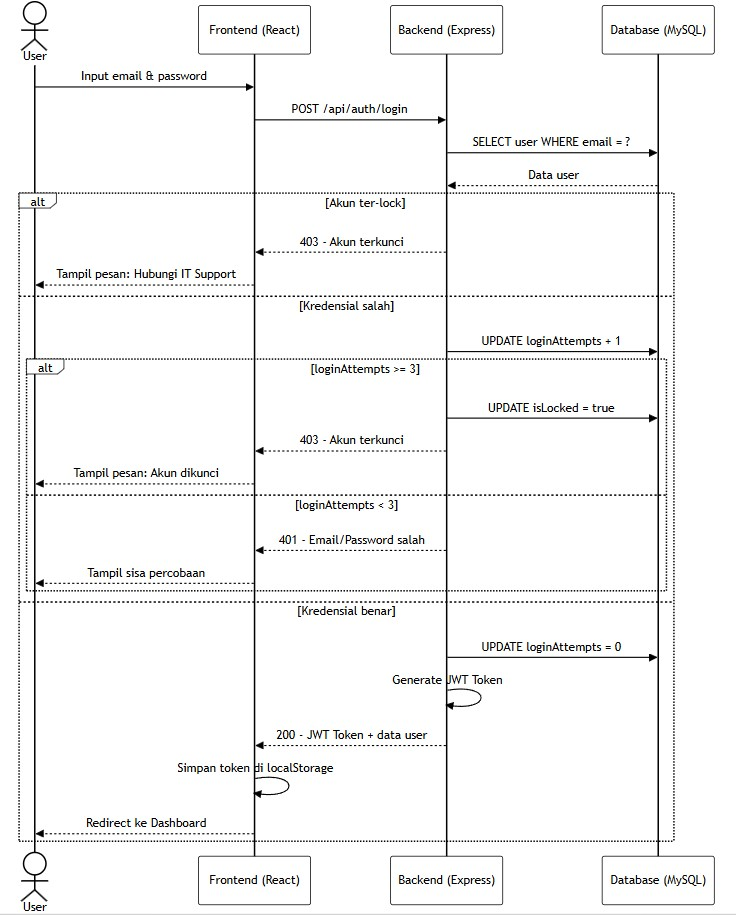 User
Frontend (React)
Backend (Express)
Database (MySQL)
Input email & password
POST /api/auth/login
SELECT user WHERE email = ?
Data user
alt
[Akun ter-lock]
403 - Akun terkunci
Tampil pesan: Hubungi IT Support
[Kredensial salah]
UPDATE loginAttempts + 1
alt
[loginAttempts >= 3]
UPDATE isLocked = true
403 - Akun terkunci
Tampil pesan: Akun dikunci
[loginAttempts < 3]
401 - Email/Password salah
Tampil sisa percobaan
[Kredensial benar]
UPDATE loginAttempts = 0
Generate JWT Token
200 - JWT Token + data user
Simpan token di localStorage
Redirect ke Dashboard
User
Frontend (React)
Backend (Express)
Database (MySQL)